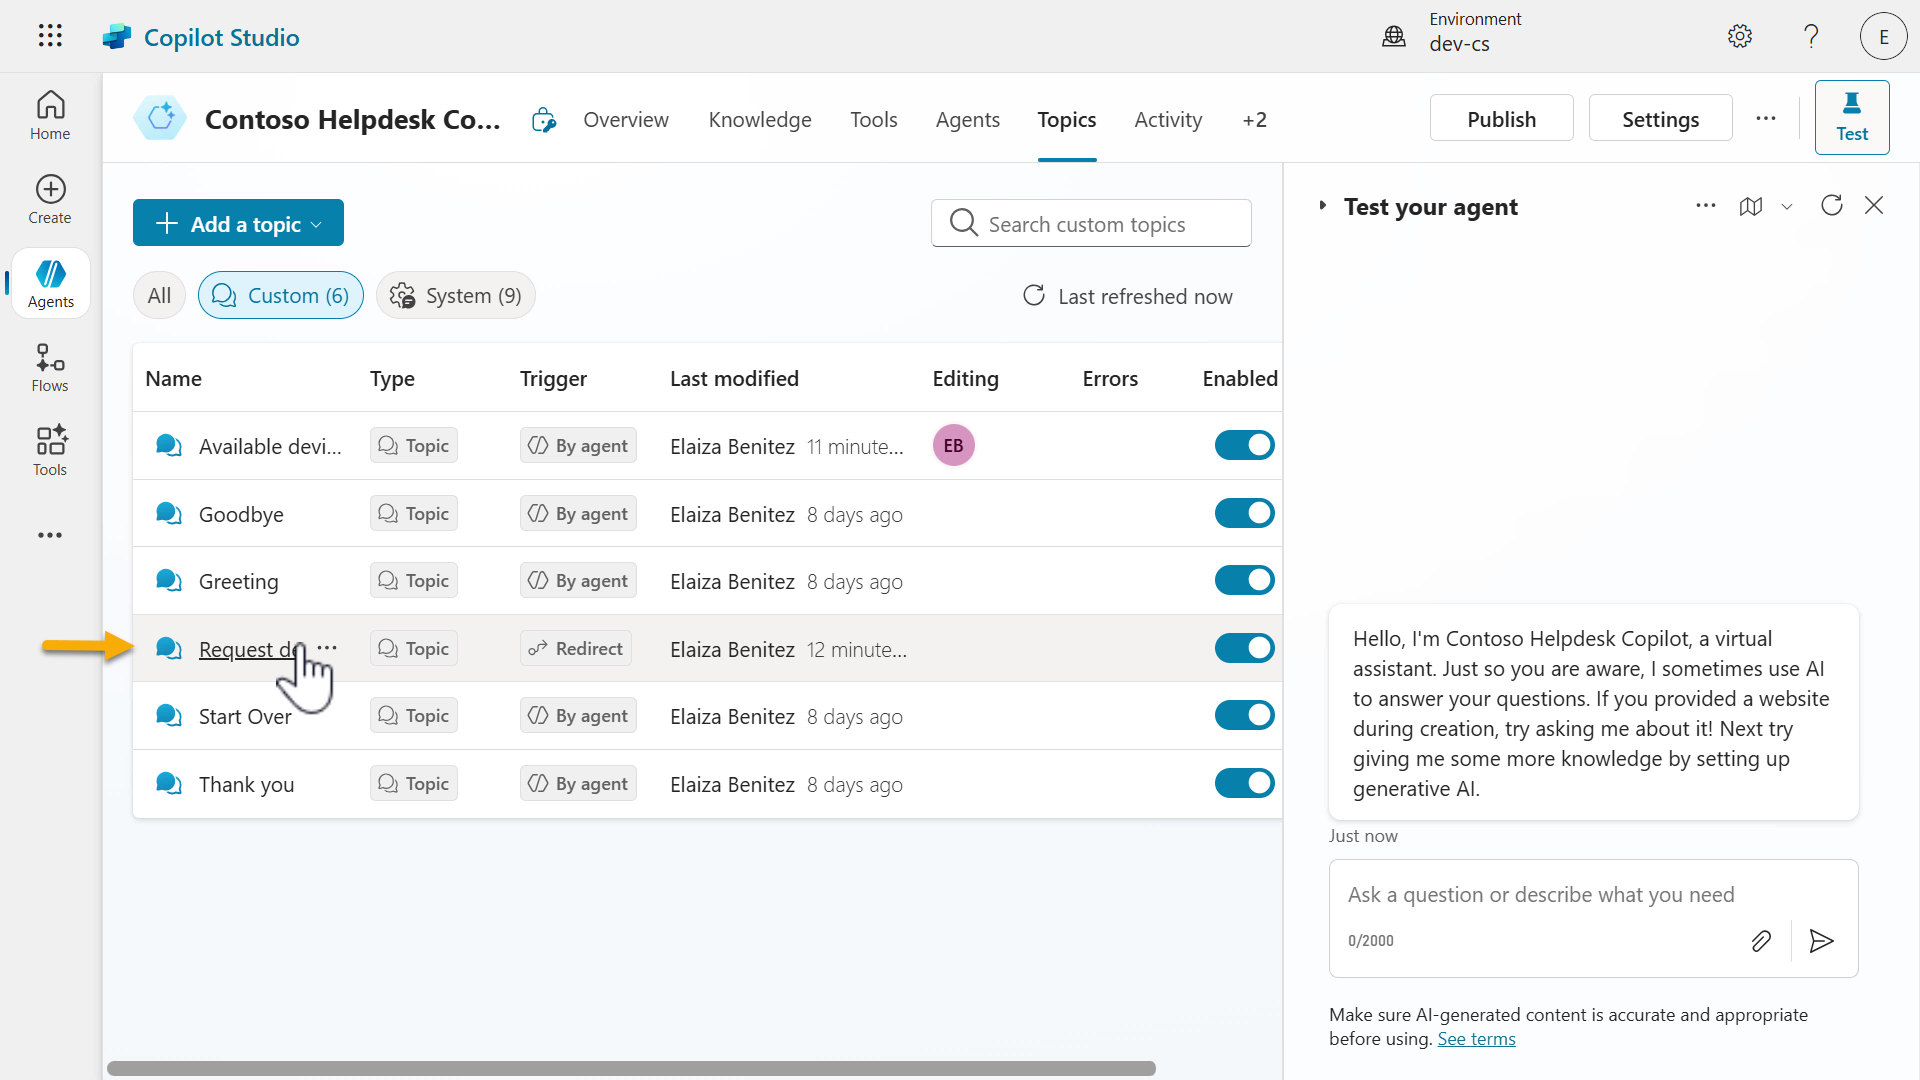 Copilot Studio
Environment
dev-cs
E
Home
Create
Agents
Flows
Tools
Contoso Helpdesk Co...
Overview
Knowledge
Tools
Agents
Topics
Activity
+2
Publish
Settings
Test
Add a topic
Search custom topics
All
Custom (6)
System (9)
Last refreshed now
Name Type Trigger Last modified Editing Errors Enabled
Available devi... Topic By agent Elaiza Benitez 11 minute... EB
Goodbye Topic By agent Elaiza Benitez 8 days ago
Greeting Topic By agent Elaiza Benitez 8 days ago
Request Topic Redirect Elaiza Benitez 12 minute...
Start Over Topic By agent Elaiza Benitez 8 days ago
Thank you Topic By agent Elaiza Benitez 8 days ago
Test your agent
Hello, I'm Contoso Helpdesk Copilot, a virtual
assistant. Just so you are aware, I sometimes use AI
to answer your questions. If you provided a website
during creation, try asking me about it! Next try
giving me some more knowledge by setting up
generative AI.
Just now
Ask a question or describe what you need
0/2000
Make sure AI-generated content is accurate and appropriate
before using. See terms